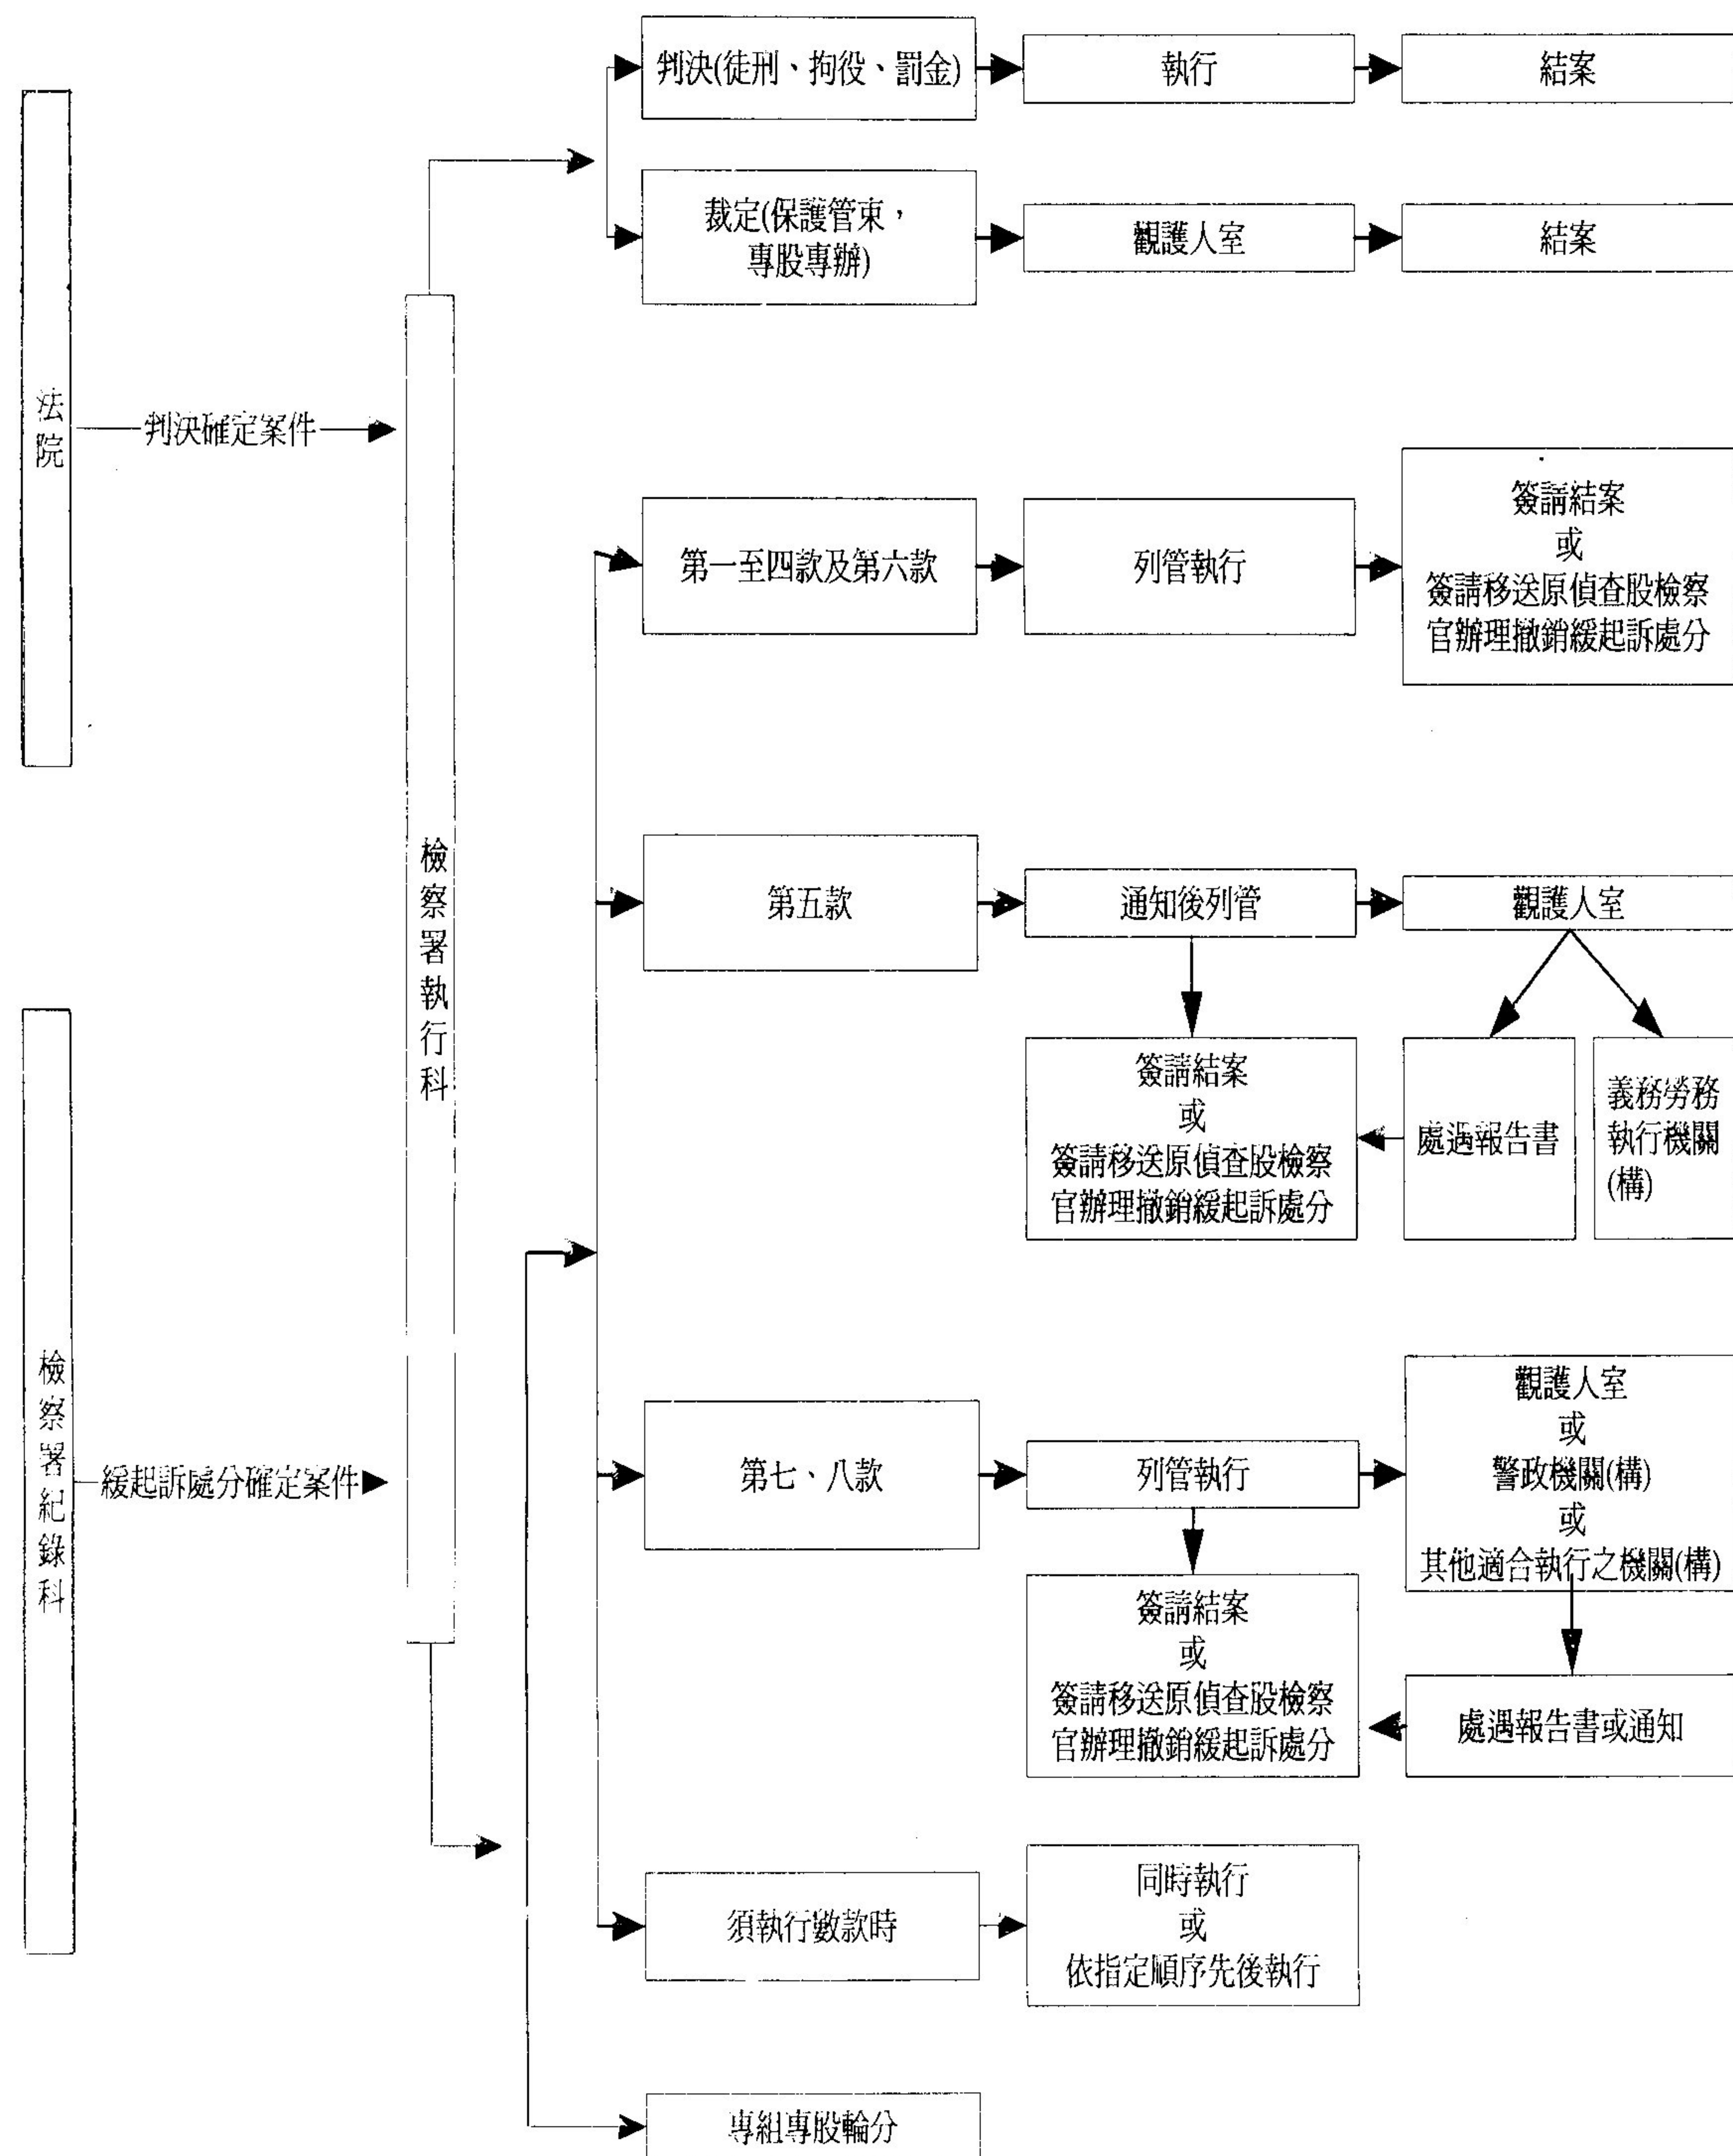 判決(徒刑、拘役、罰金)
執行
結案
裁定(保護管束，
專股專辦)
觀護人室
結案
法院
判決確定案件
檢察署執行科
第一至四款及第六款
列管執行
簽請結案
或
簽請移送原偵查股檢察
官辦理撤銷緩起訴處分
第五款
通知後列管
觀護人室
簽請結案
或
簽請移送原偵查股檢察
官辦理撤銷緩起訴處分
處遇報告書
義務勞務
執行機關
(構)
檢察署紀錄科
緩起訴處分確定案件
第七、八款
列管執行
觀護人室
或
警政機關(構)
或
其他適合執行之機關(構)
簽請結案
或
簽請移送原偵查股檢察
官辦理撤銷緩起訴處分
處遇報告書或通知
須執行數款時
同時執行
或
依指定順序先後執行
專組專股輪分